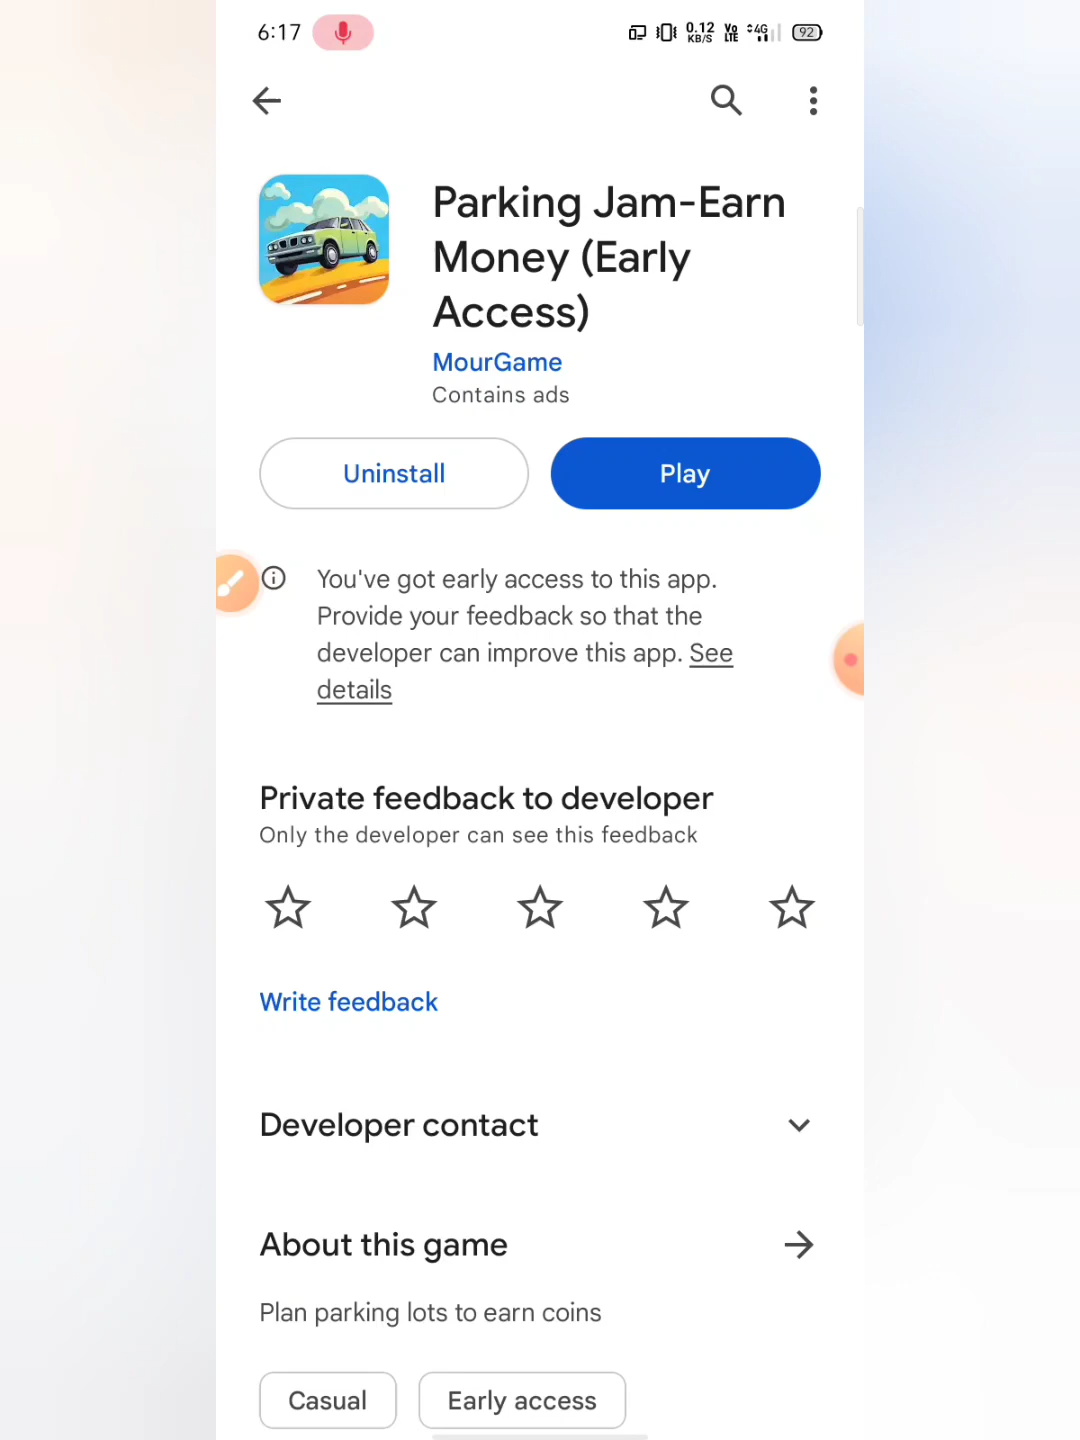 6:17 0.12 KB/S Vo LTE 4G 92
Parking Jam-Earn
Money (Early
Access)
MourGame
Contains ads
Uninstall Play
You've got early access to this app.
Provide your feedback so that the
developer can improve this app. See
details
Private feedback to developer
Only the developer can see this feedback
Write feedback
Developer contact
About this game
Plan parking lots to earn coins
Casual Early access